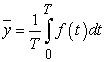 ȳ = 1/T ∫₀ᵀ f(t)dt